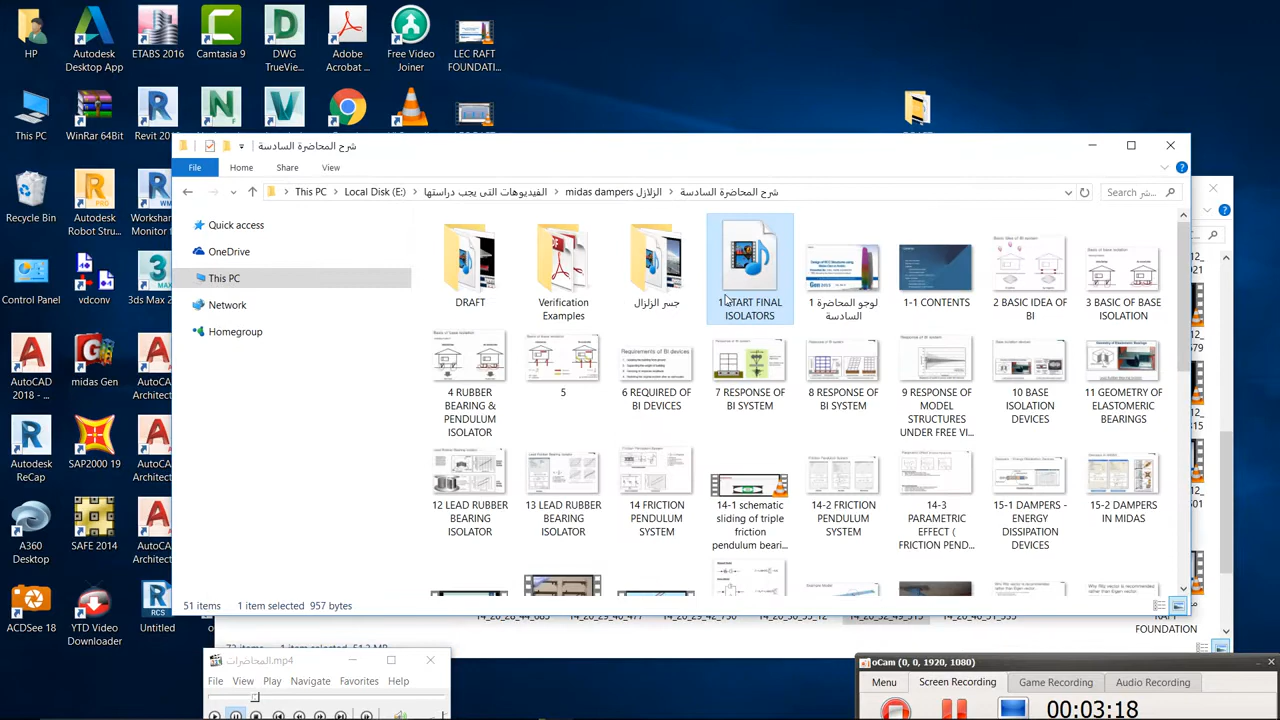 HP
Autodesk
Desktop App
ETABS 2016
Camtasia 9
DWG
TrueVie...
Adobe
Acrobat ...
Free Video
Joiner
LEC RAFT
FOUNDATI...
This PC
WinRar 64Bit
Revit 20
Recycle Bin
Autodesk
Robot Stru...
Worksha
Monitor f
Control Panel
vdconv
3ds Max 2
AutoCAD
2018 - ...
midas Gen
AutoCA
Architect
Autodesk
ReCap
SAP2000 19
AutoCA
Architect
A360
Desktop
SAFE 2014
AutoCA
Architect
ACDSee 18
YTD Video
Downloader
Untitled
شرح المحاضرة السادسة
File
Home
Share
View
This PC
Local Disk (E:)
الفيديوهات التى يجب دراستها
midas dampers الزلازل
شرح المحاضرة السادسة
Search شر...
Quick access
OneDrive
This PC
Network
Homegroup
DRAFT
Verification
Examples
جسر الزلزال
1 START FINAL
ISOLATORS
لوجو المحاضرة 1
السادسة
1-1 CONTENTS
2 BASIC IDEA OF
BI
3 BASIC OF BASE
ISOLATION
4 RUBBER
BEARING &
PENDULUM
ISOLATOR
5
6 REQUIRED OF
BI DEVICES
7 RESPONSE OF
BI SYSTEM
8 RESPONSE OF
BI SYSTEM
9 RESPONSE OF
MODEL
STRUCTURES
UNDER FREE VI...
10 BASE
ISOLATION
DEVICES
11 GEOMETRY OF
ELASTOMERIC
BEARINGS
12 LEAD RUBBER
BEARING
ISOLATOR
13 LEAD RUBBER
BEARING
ISOLATOR
14 FRICTION
PENDULUM
SYSTEM
14-1 schematic
sliding of triple
friction
pendulum beari...
14-2 FRICTION
PENDULUM
SYSTEM
14-3
PARAMETRIC
EFFECT (
FRICTION PEND...
15-1 DAMPERS -
ENERGY
DISSIPATION
DEVICES
15-2 DAMPERS
IN MIDAS
51 items
1 item selected 957 bytes
RAFT
FOUNDATION
المحاضرات.mp4
File
View
Play
Navigate
Favorites
Help
oCam (0, 0, 1920, 1080)
Menu
Screen Recording
Game Recording
Audio Recording
00:03:18